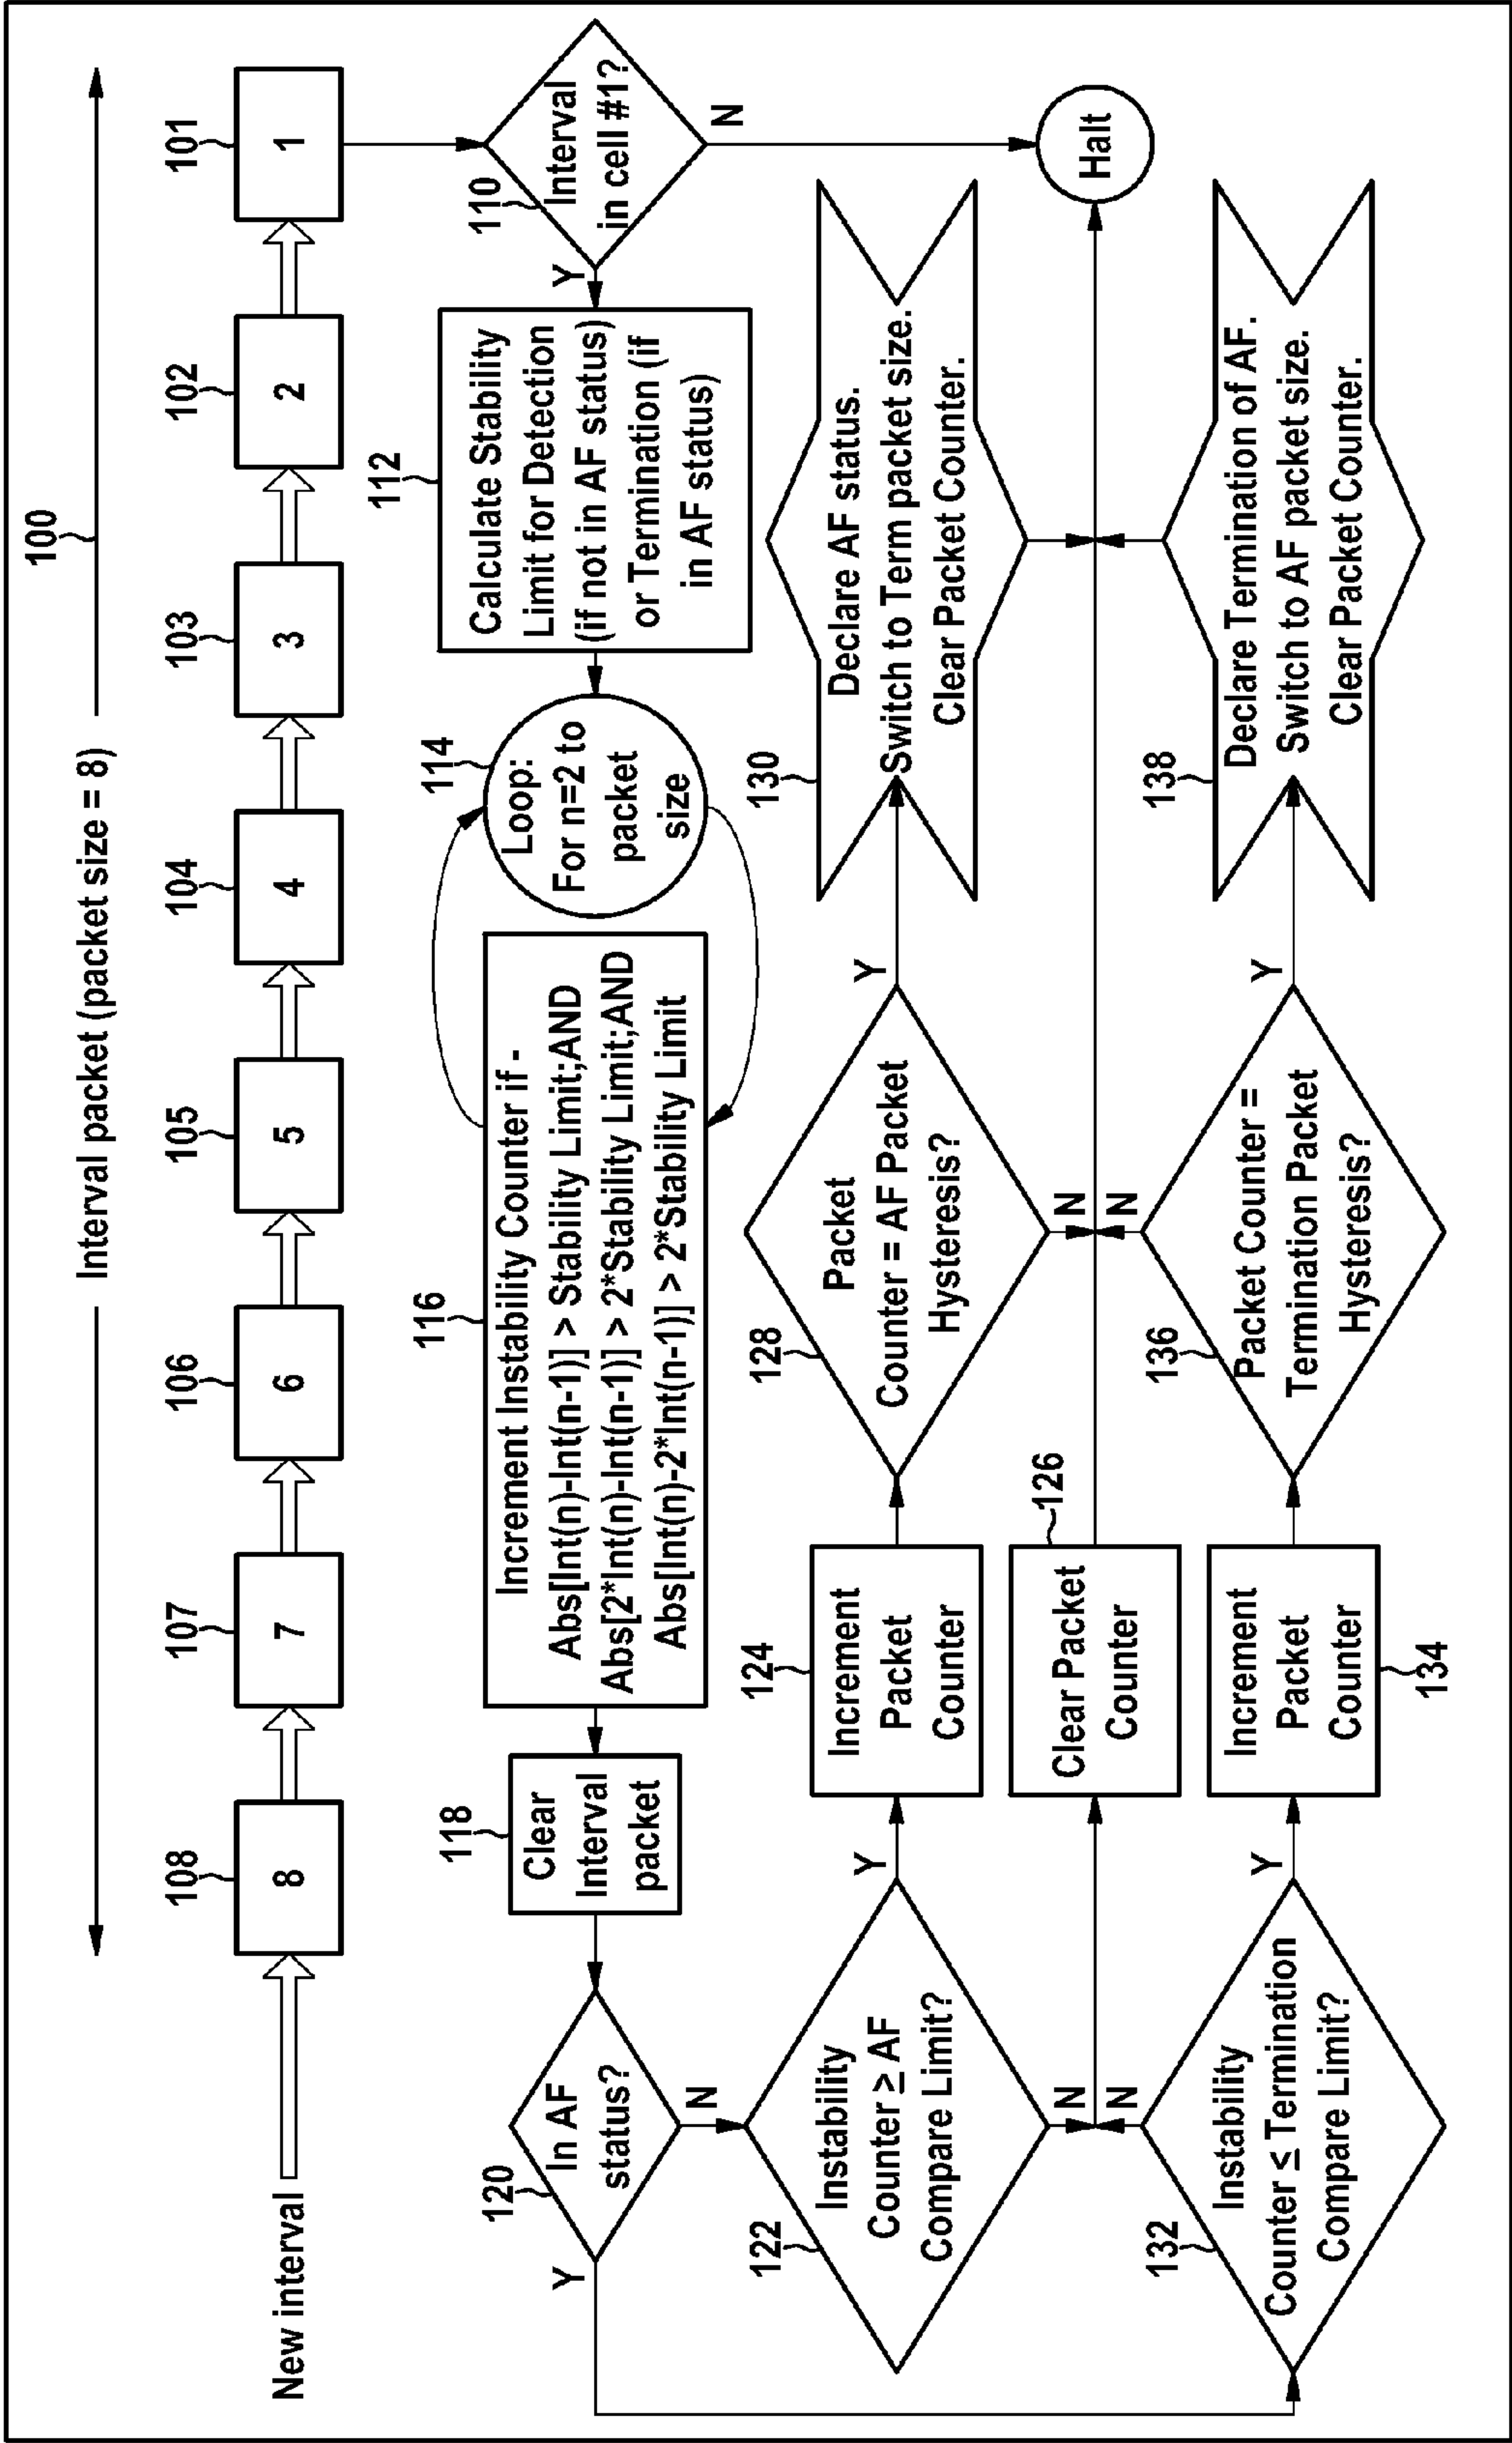 100
Interval packet (packet size = 8)
108
107
106
105
104
103
102
101
New interval
8
7
6
5
4
3
2
1
110
Interval
in cell #1?
Y
N
112
Calculate Stability
Limit for Detection
(if not in AF status)
or Termination (if
in AF status)
114
Loop:
For n=2 to
packet
size
116
Increment Instability Counter if -
Abs[Int(n)-Int(n-1)] > Stability Limit;AND
Abs[2*Int(n)-Int(n-1)] > 2*Stability Limit;AND
Abs[Int(n)-2*Int(n-1)] > 2*Stability Limit
118
Clear
Interval
packet
120
In AF
status?
Y
N
122
Instability
Counter ≥ AF
Compare Limit?
Y
N
124
Increment
Packet
Counter
128
Packet
Counter = AF Packet
Hysteresis?
Y
N
130
Declare AF status.
Switch to Term packet size.
Clear Packet Counter.
126
Clear Packet
Counter
Halt
132
Instability
Counter ≤ Termination
Compare Limit?
N
Y
134
Increment
Packet
Counter
136
Packet Counter =
Termination Packet
Hysteresis?
N
Y
138
Declare Termination of AF.
Switch to AF packet size.
Clear Packet Counter.